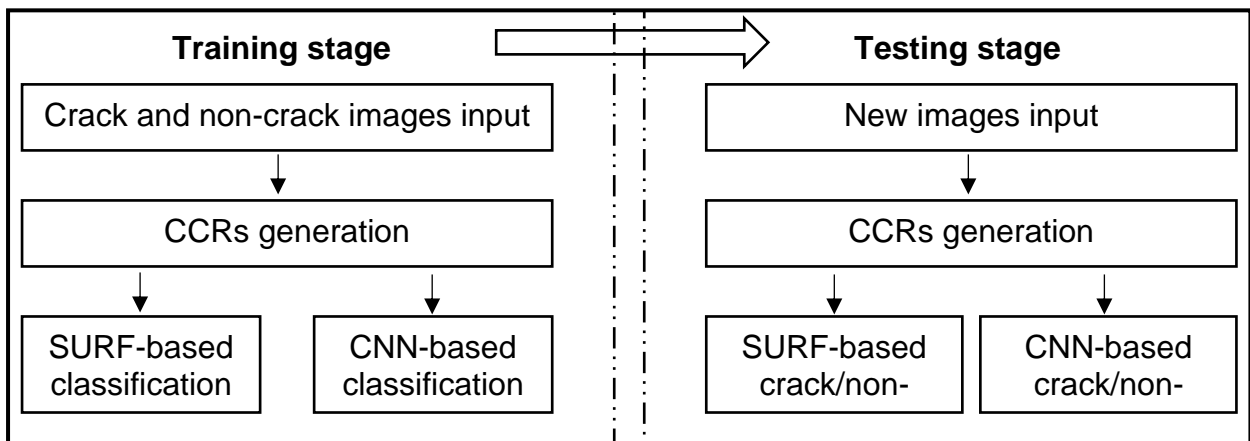 Training stage
Crack and non-crack images input
CCRs generation
SURF-based
classification
CNN-based
classification
Testing stage
New images input
CCRs generation
SURF-based
crack/non-
CNN-based
crack/non-